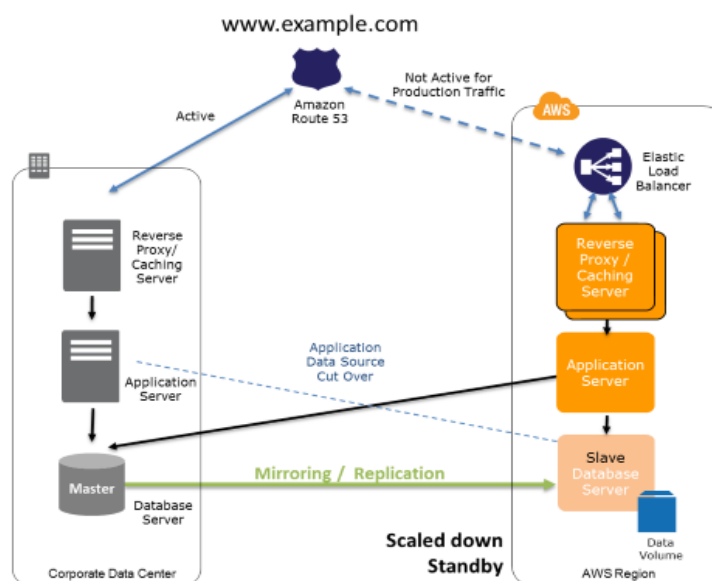 www.example.com
Amazon
Route 53
Not Active for
Production Traffic
Active
AWS
Elastic
Load
Balancer
Reverse
Proxy/
Caching
Server
Reverse
Proxy /
Caching
Server
Application
Data Source
Cut Over
Application
Server
Application
Server
Master
Database
Server
Mirroring / Replication
Slave
Database
Server
Scaled down
Standby
Data
Volume
Corporate Data Center
AWS Region